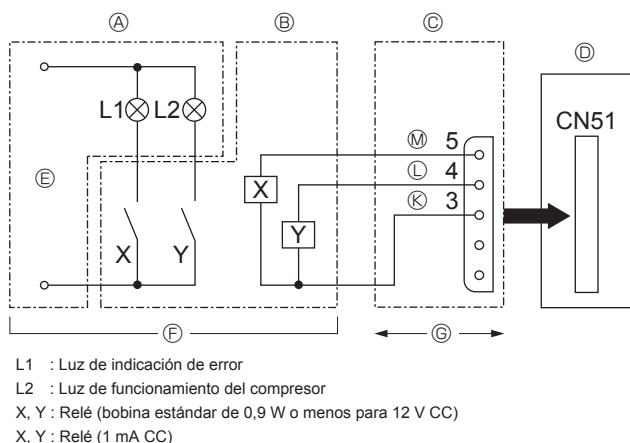 Ⓐ Ⓑ Ⓒ Ⓓ
CN51
L1 L2
Ⓜ 5
Ⓛ 4
Ⓚ 3
Ⓔ
X
Y
X Y
Ⓕ Ⓖ
L1 : Luz de indicación de error
L2 : Luz de funcionamiento del compresor
X, Y : Relé (bobina estándar de 0,9 W o menos para 12 V CC)
X, Y : Relé (1 mA CC)